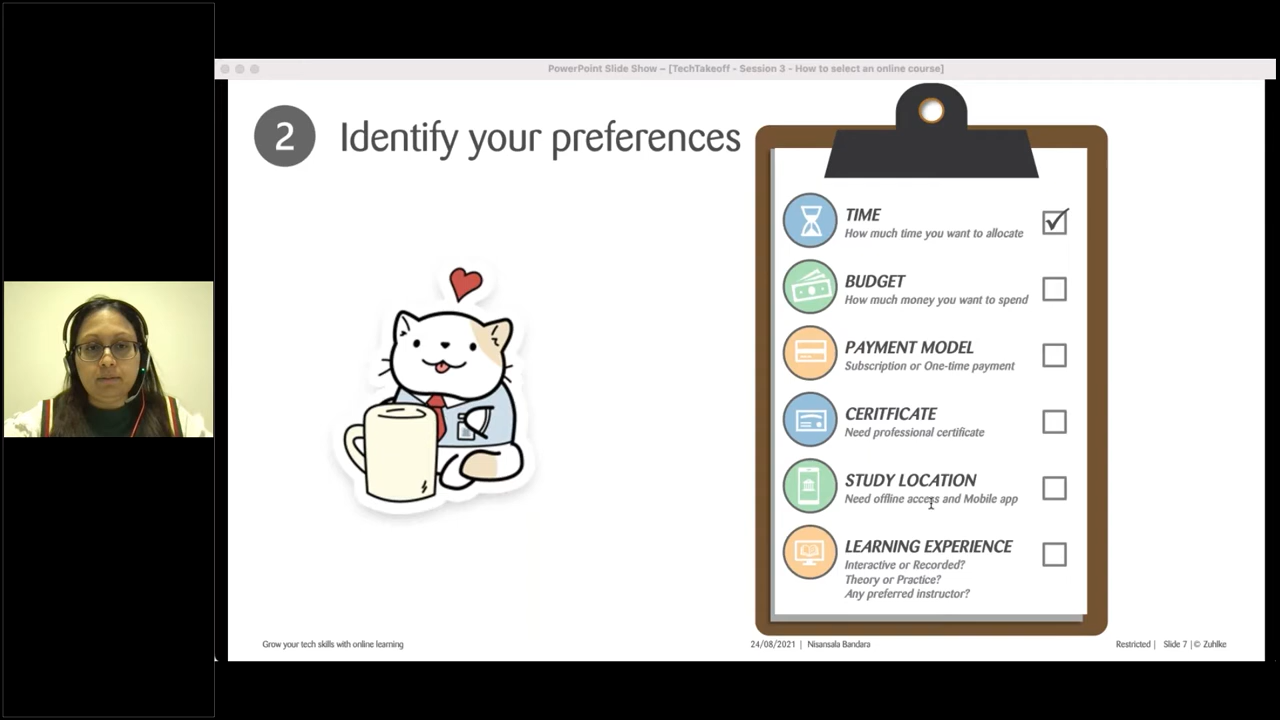 PowerPoint Slide Show – [TechTakeoff - Session 3 - How to select an online course]
2 Identify your preferences
TIME
How much time you want to allocate
BUDGET
How much money you want to spend
PAYMENT MODEL
Subscription or One-time payment
CERITFICATE
Need professional certificate
STUDY LOCATION
Need offline access and Mobile app
LEARNING EXPERIENCE
Interactive or Recorded?
Theory or Practice?
Any preferred instructor?
Grow your tech skills with online learning
24/08/2021 | Nisansala Bandara
Restricted | Slide 7 | © Zuhlke